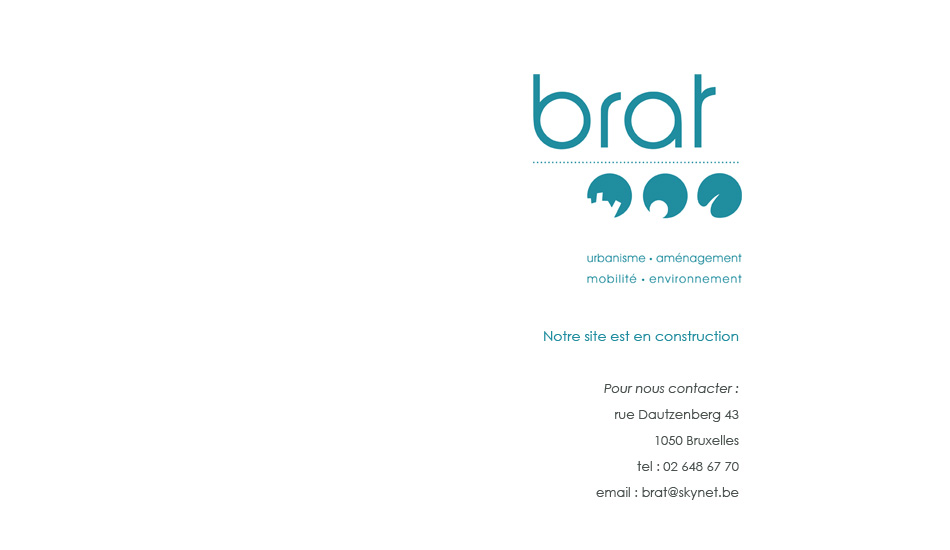 brat
urbanisme • aménagement
mobilité • environnement
Notre site est en construction
Pour nous contacter :
rue Dautzenberg 43
1050 Bruxelles
tel : 02 648 67 70
email : brat@skynet.be